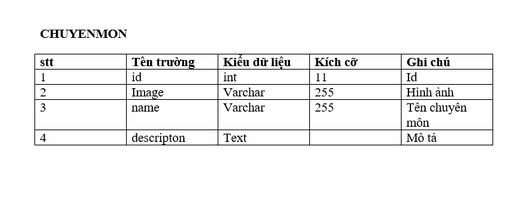 CHUYENMON
stt Tên trường Kiểu dữ liệu Kích cỡ Ghi chú
1 id int 11 Id
2 Image Varchar 255 Hình ảnh
3 name Varchar 255 Tên chuyên
môn
4 descripton Text Mô tả